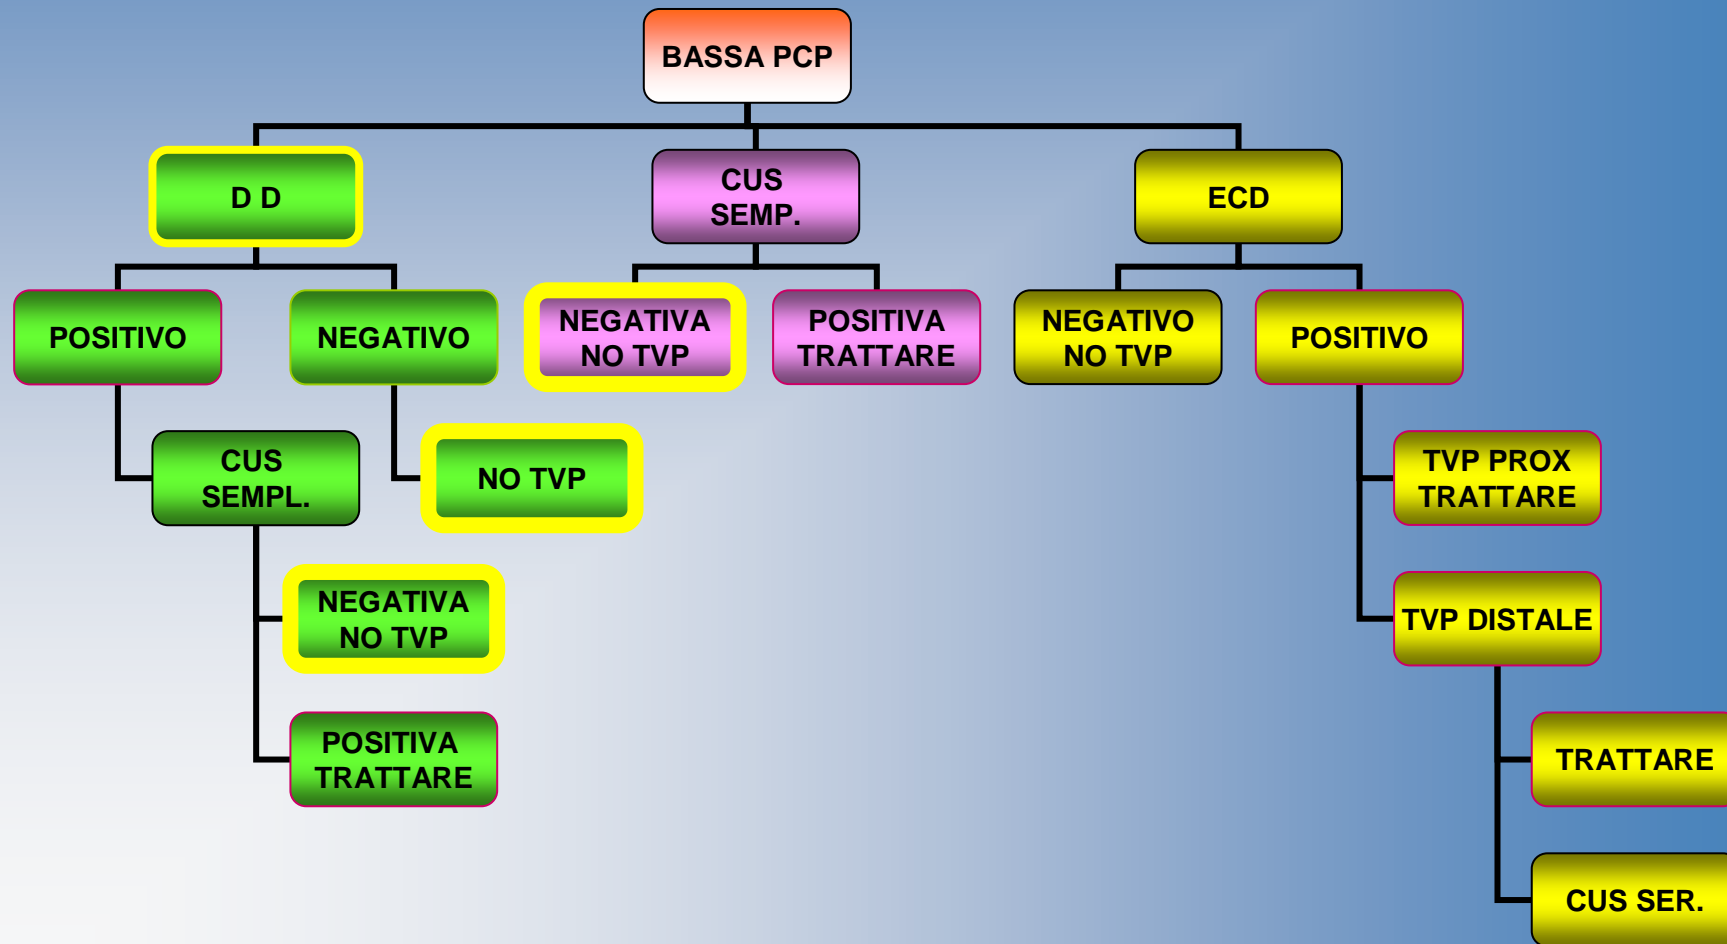 BASSA PCP
D D
CUS
SEMP.
ECD
POSITIVO
NEGATIVO
NEGATIVA
NO TVP
POSITIVA
TRATTARE
NEGATIVO
NO TVP
POSITIVO
CUS
SEMPL.
NO TVP
TVP PROX
TRATTARE
NEGATIVA
NO TVP
TVP DISTALE
POSITIVA
TRATTARE
TRATTARE
CUS SER.